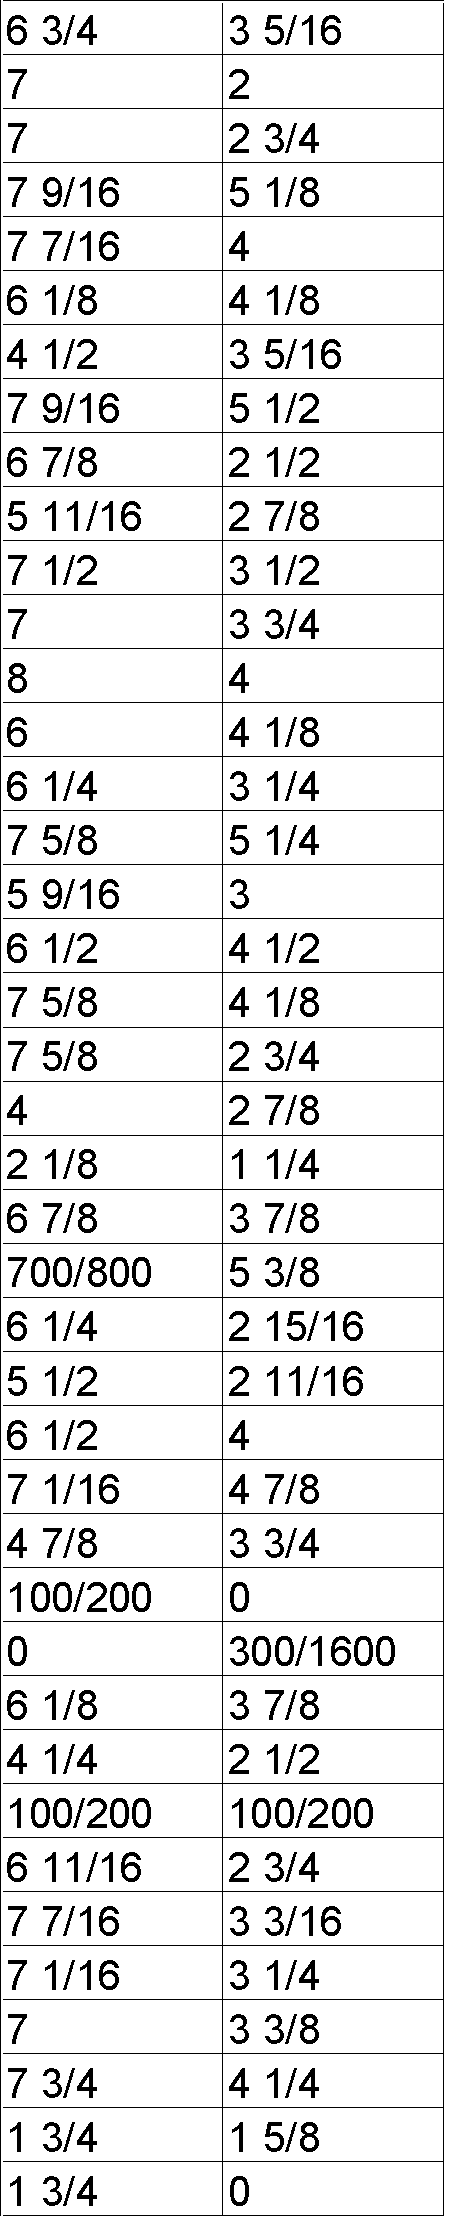 6 3/4 3 5/16
7 2
7 2 3/4
7 9/16 5 1/8
7 7/16 4
6 1/8 4 1/8
4 1/2 3 5/16
7 9/16 5 1/2
6 7/8 2 1/2
5 11/16 2 7/8
7 1/2 3 1/2
7 3 3/4
8 4
6 4 1/8
6 1/4 3 1/4
7 5/8 5 1/4
5 9/16 3
6 1/2 4 1/2
7 5/8 4 1/8
7 5/8 2 3/4
4 2 7/8
2 1/8 1 1/4
6 7/8 3 7/8
700/800 5 3/8
6 1/4 2 15/16
5 1/2 2 11/16
6 1/2 4
7 1/16 4 7/8
4 7/8 3 3/4
100/200 0
0 300/1600
6 1/8 3 7/8
4 1/4 2 1/2
100/200 100/200
6 11/16 2 3/4
7 7/16 3 3/16
7 1/16 3 1/4
7 3 3/8
7 3/4 4 1/4
1 3/4 1 5/8
1 3/4 0